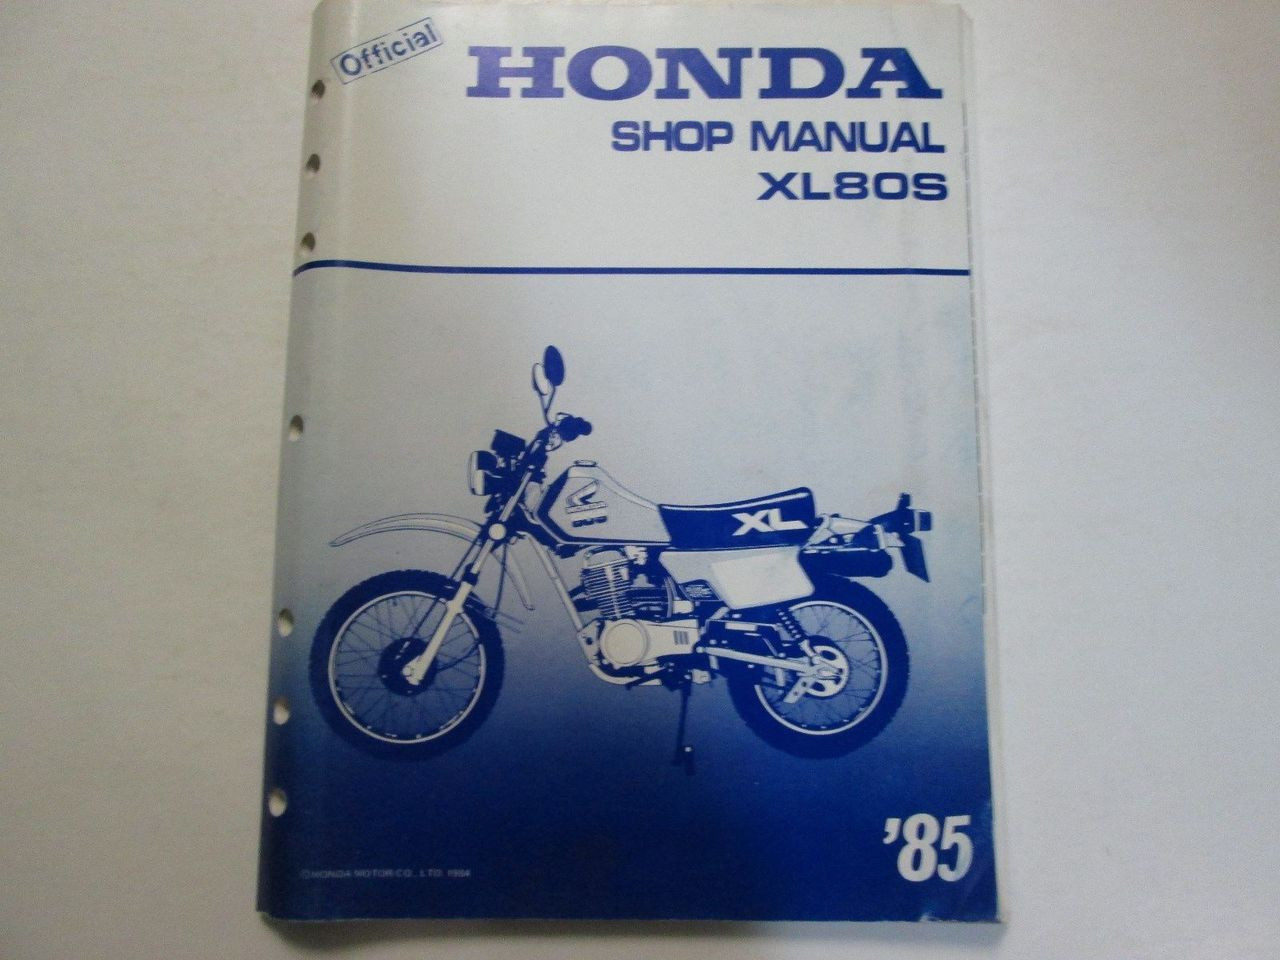 Official
HONDA
SHOP MANUAL
XL80S
XL
'85
©HONDA MOTOR CO., LTD. 1984